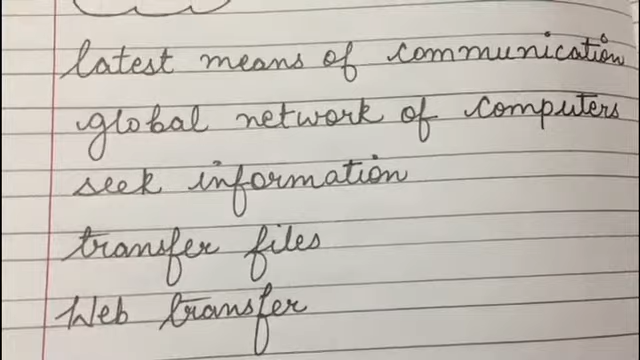 latest means of communication
global network of computers
seek information
transfer files
Web transfer